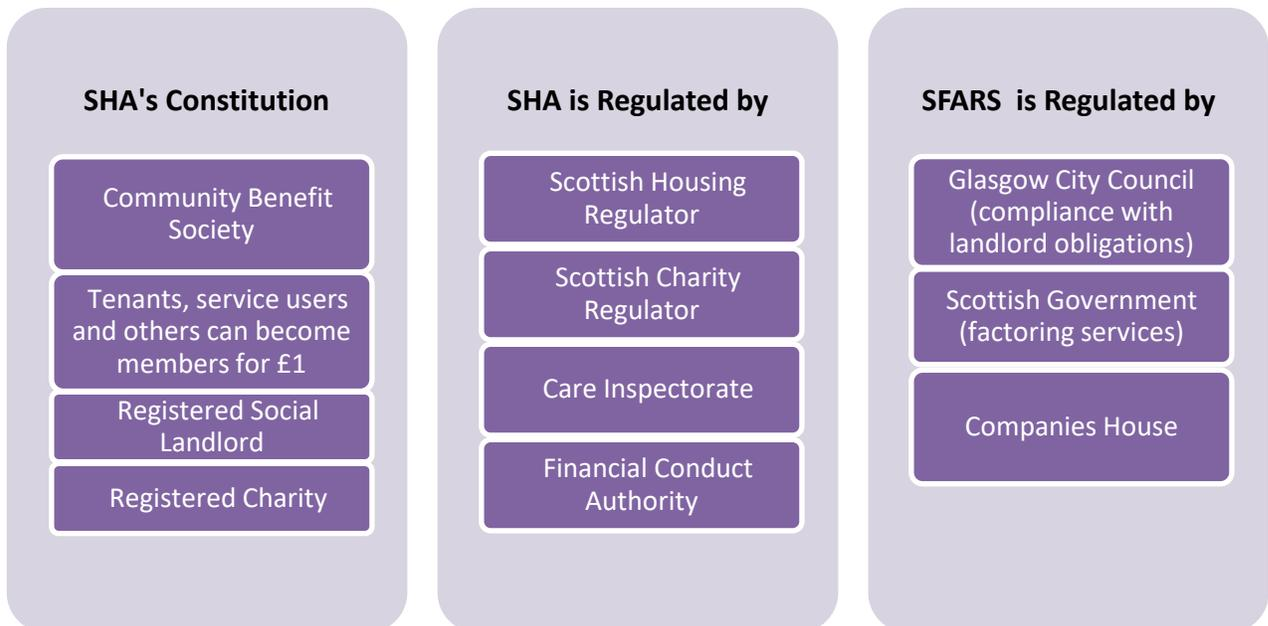 SHA's Constitution
Community Benefit
Society
Tenants, service users
and others can become
members for £1
Registered Social
Landlord
Registered Charity
SHA is Regulated by
Scottish Housing
Regulator
Scottish Charity
Regulator
Care Inspectorate
Financial Conduct
Authority
SFARS is Regulated by
Glasgow City Council
(compliance with
landlord obligations)
Scottish Government
(factoring services)
Companies House